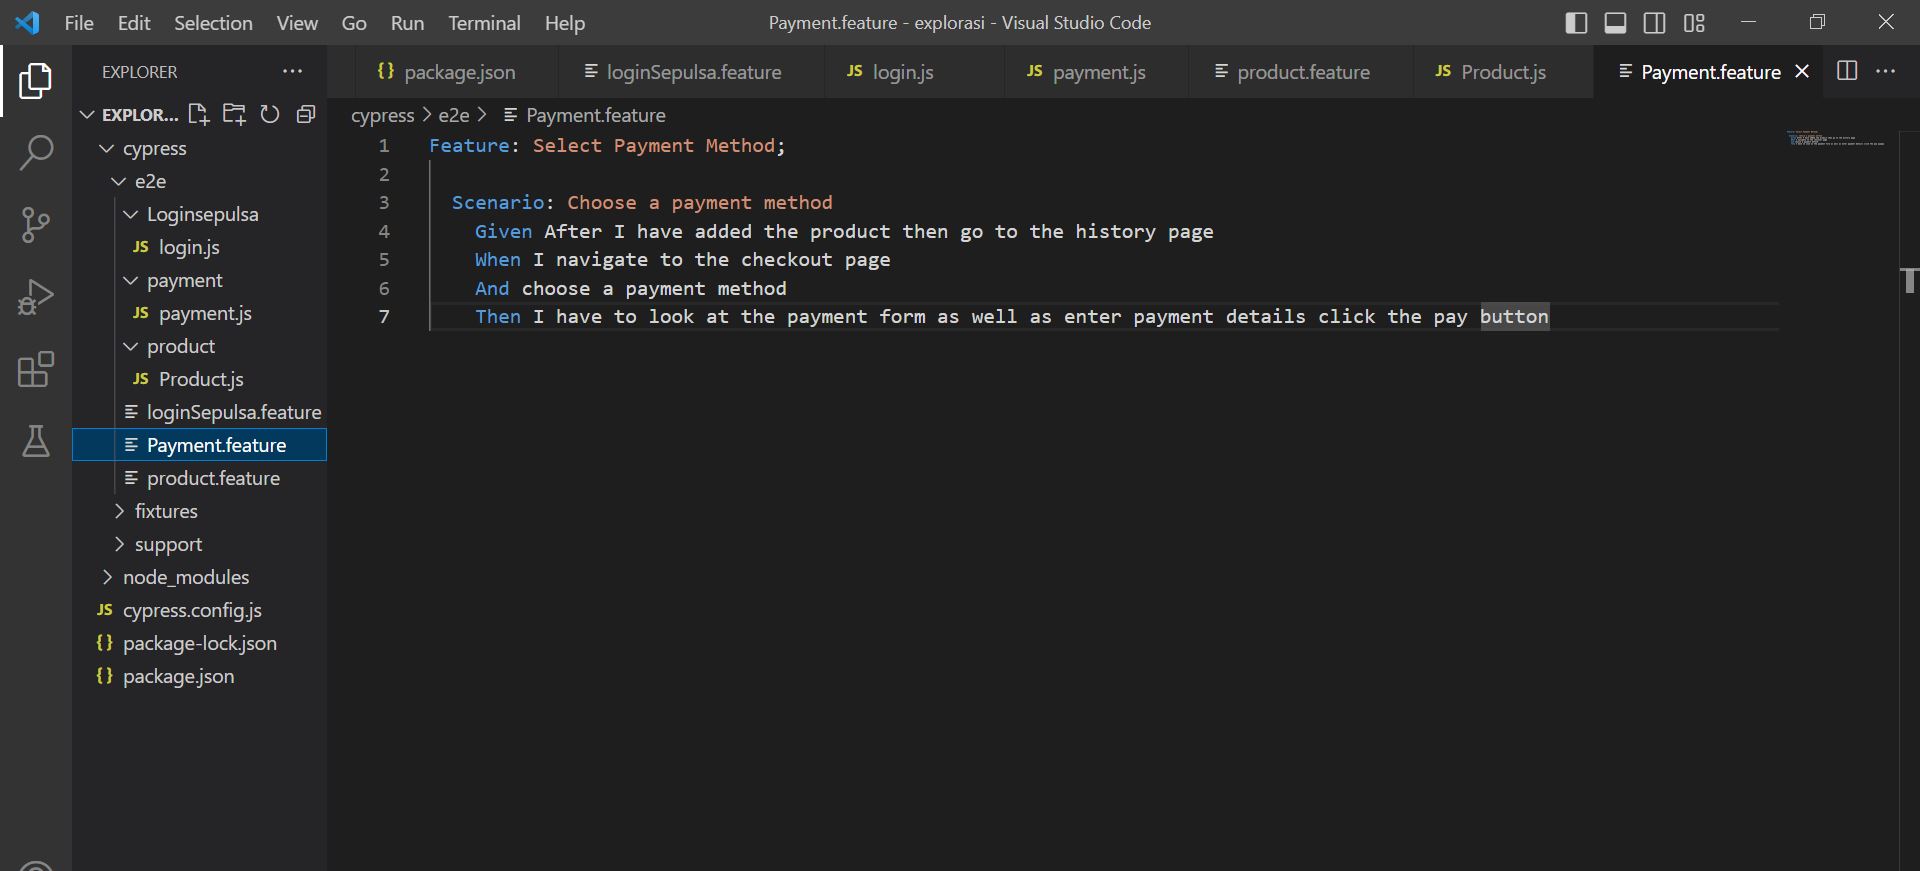 File Edit Selection View Go Run Terminal Help
Payment.feature - explorasi - Visual Studio Code
EXPLORER
EXPLOR...
cypress
e2e
Loginsepulsa
JS login.js
payment
JS payment.js
product
JS Product.js
loginSepulsa.feature
Payment.feature
product.feature
fixtures
support
node_modules
JS cypress.config.js
{} package-lock.json
{} package.json
{} package.json loginSepulsa.feature JS login.js JS payment.js product.feature JS Product.js Payment.feature
cypress > e2e > Payment.feature
1 Feature: Select Payment Method;
2
3 Scenario: Choose a payment method
4 Given After I have added the product then go to the history page
5 When I navigate to the checkout page
6 And choose a payment method
7 Then I have to look at the payment form as well as enter payment details click the pay button